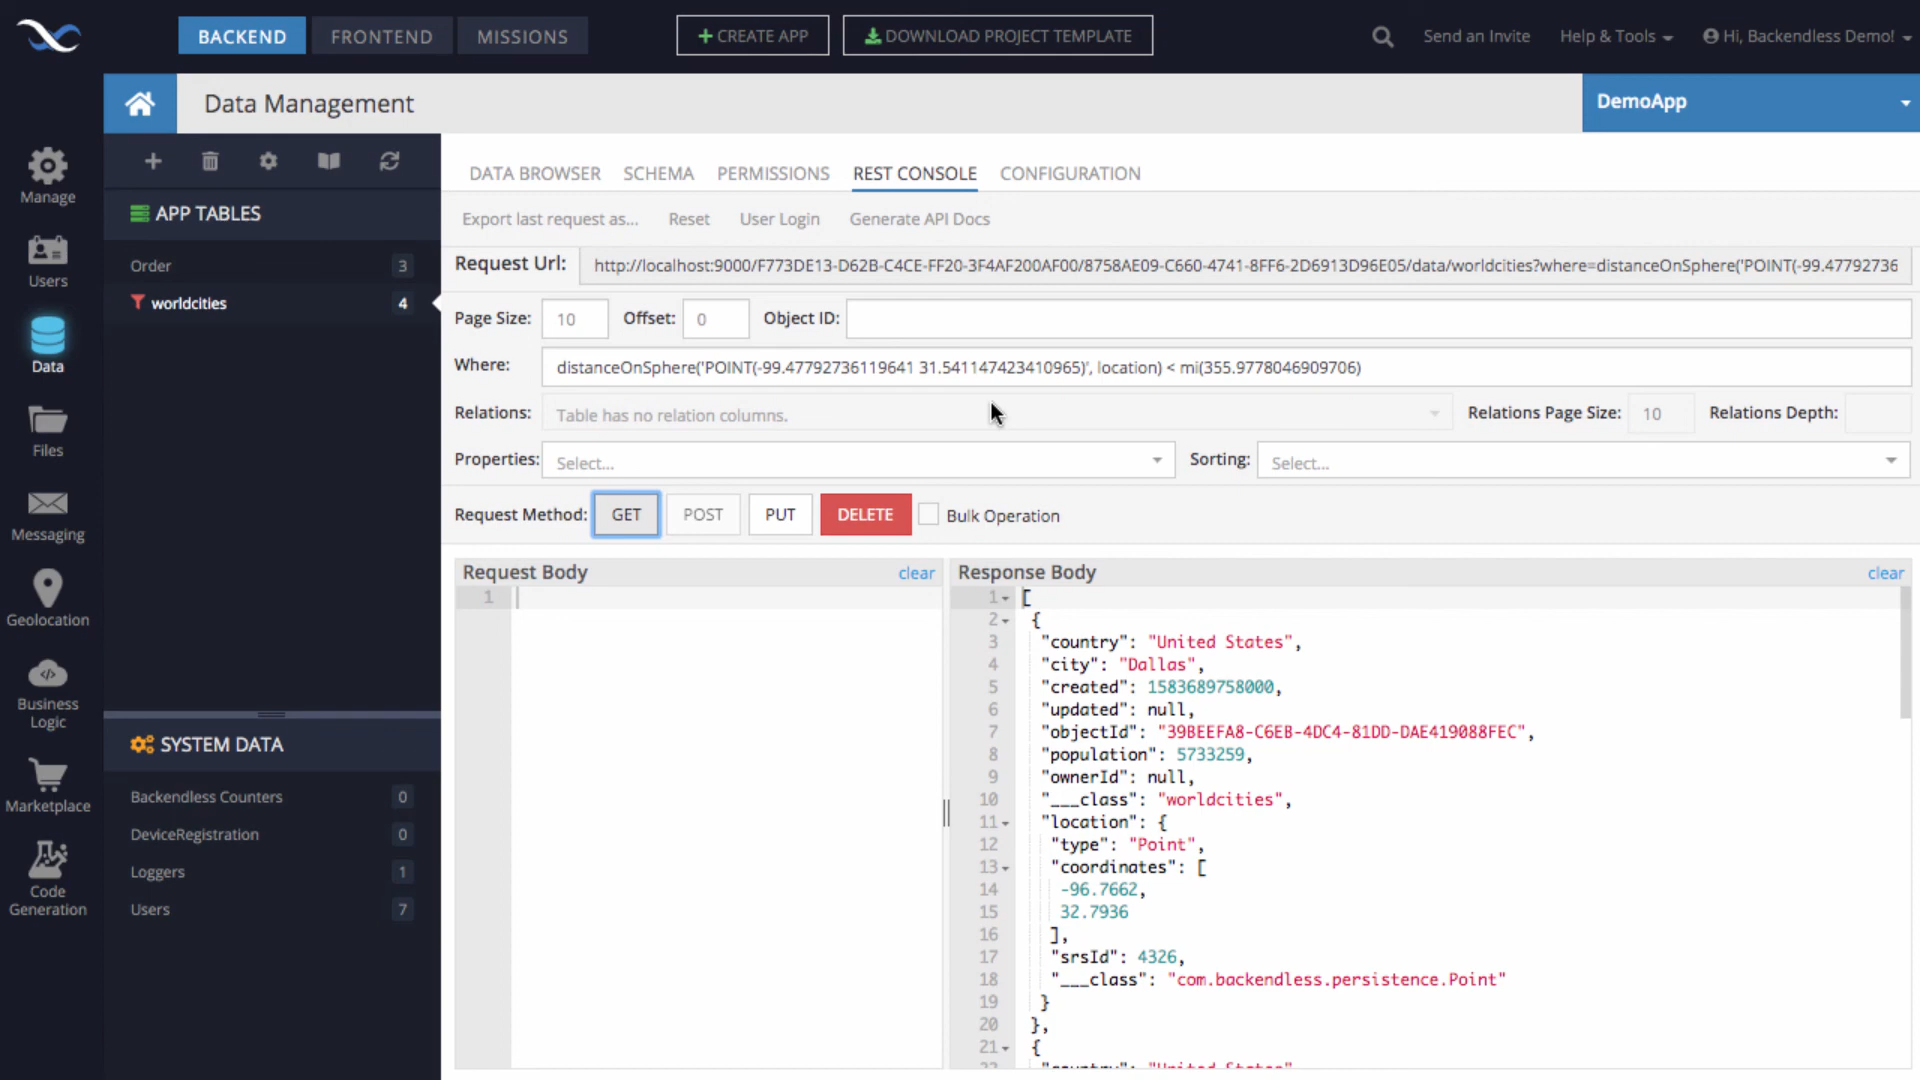 BACKEND FRONTEND MISSIONS + CREATE APP DOWNLOAD PROJECT TEMPLATE Send an Invite Help & Tools Hi, Backendless Demo!
Data Management DemoApp
Manage
Users
Data
Files
Messaging
Geolocation
Business
Logic
Marketplace
Code
Generation
APP TABLES
Order 3
worldcities 4
SYSTEM DATA
Backendless Counters 0
DeviceRegistration 0
Loggers 1
Users 7
DATA BROWSER SCHEMA PERMISSIONS REST CONSOLE CONFIGURATION
Export last request as... Reset User Login Generate API Docs
Request Url: http://localhost:9000/F773DE13-D62B-C4CE-FF20-3F4AF200AF00/8758AE09-C660-4741-8FF6-2D6913D96E05/data/worldcities?where=distanceOnSphere('POINT(-99.47792736
Page Size: 10 Offset: 0 Object ID:
Where: distanceOnSphere('POINT(-99.47792736119641 31.541147423410965)', location) < mi(355.9778046909706)
Relations: Table has no relation columns. Relations Page Size: 10 Relations Depth:
Properties: Select... Sorting: Select...
Request Method: GET POST PUT DELETE Bulk Operation
Request Body clear
1
Response Body clear
1 [
2 {
3 "country": "United States",
4 "city": "Dallas",
5 "created": 1583689758000,
6 "updated": null,
7 "objectId": "39BEEFA8-C6EB-4DC4-81DD-DAE419088FEC",
8 "population": 5733259,
9 "ownerId": null,
10 "___class": "worldcities",
11 "location": {
12 "type": "Point",
13 "coordinates": [
14 -96.7662,
15 32.7936
16 ],
17 "srsId": 4326,
18 "___class": "com.backendless.persistence.Point"
19 }
20 },
21 {
22 "country": "United States",